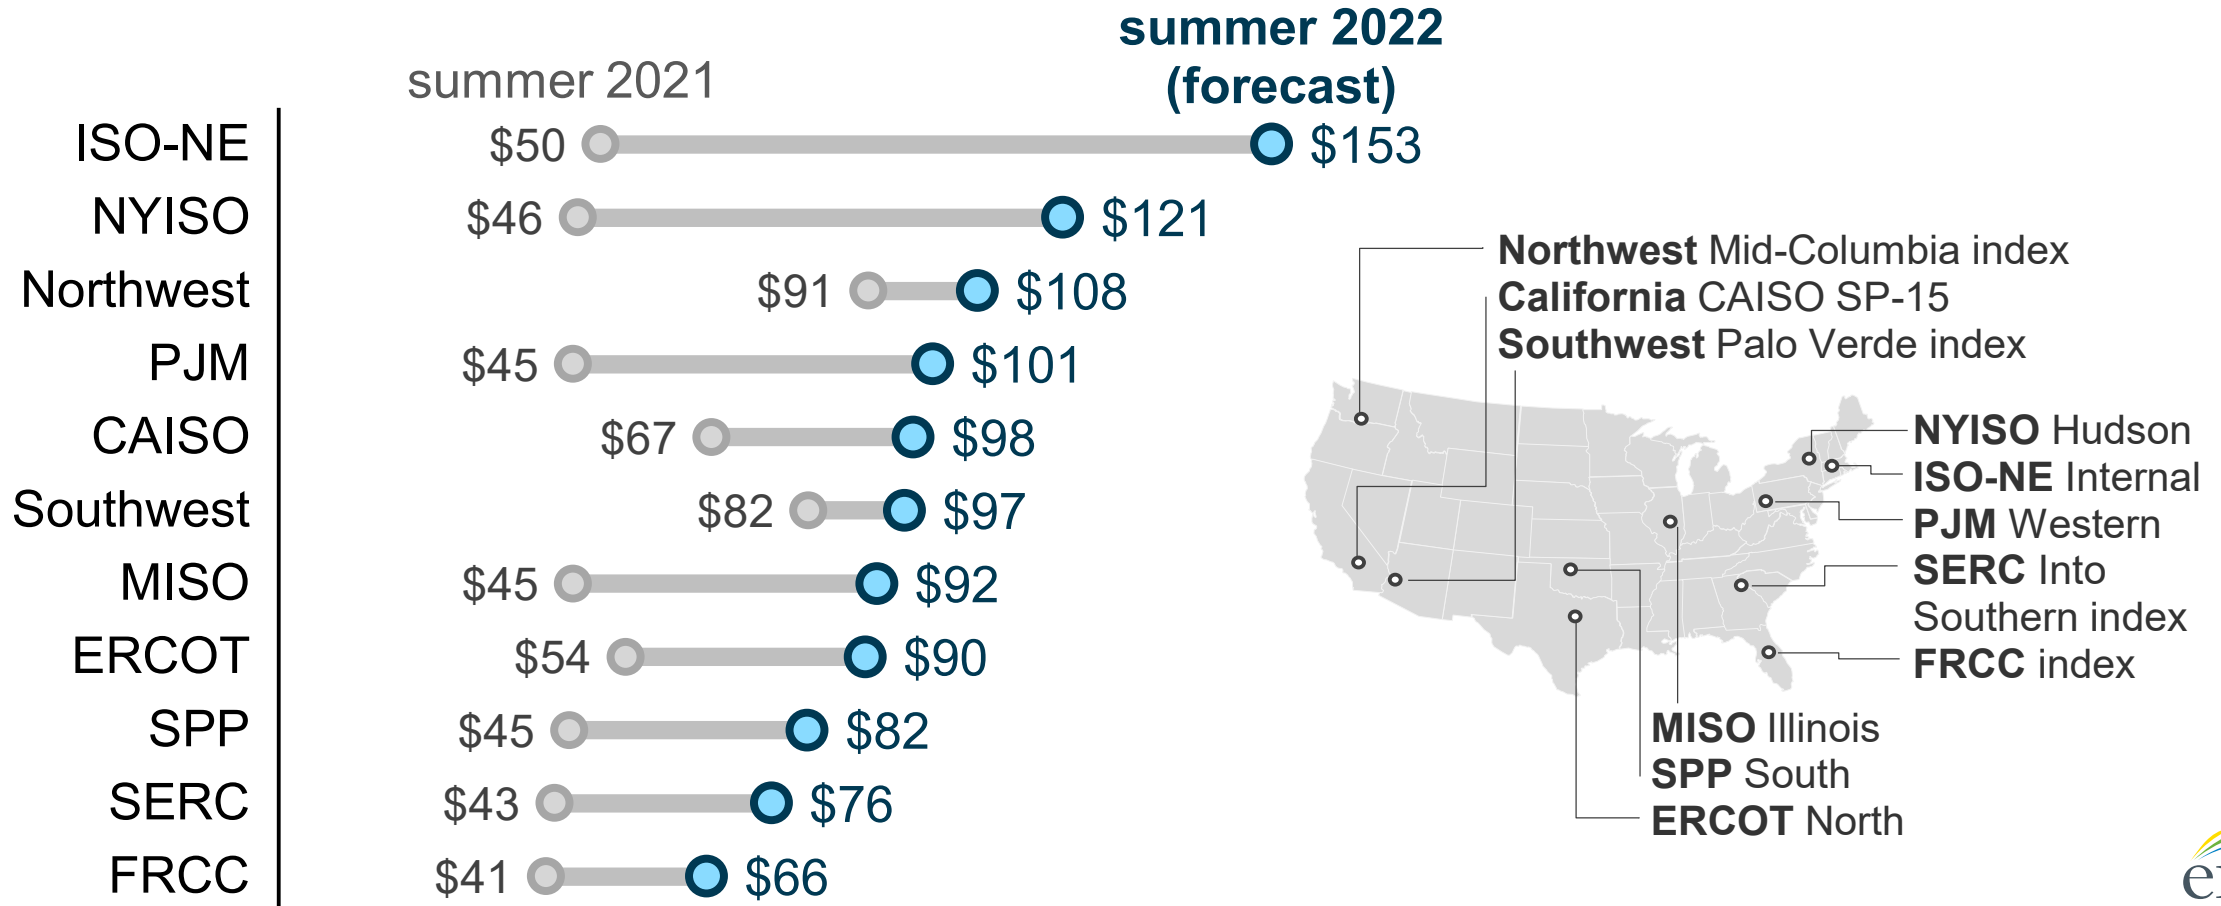 summer 2021
summer 2022
(forecast)
ISO-NE $50 $153
NYISO $46 $121
Northwest $91 $108
PJM $45 $101
CAISO $67 $98
Southwest $82 $97
MISO $45 $92
ERCOT $54 $90
SPP $45 $82
SERC $43 $76
FRCC $41 $66
Northwest Mid-Columbia index
California CAISO SP-15
Southwest Palo Verde index
NYISO Hudson
ISO-NE Internal
PJM Western
SERC Into
Southern index
FRCC index
MISO Illinois
SPP South
ERCOT North